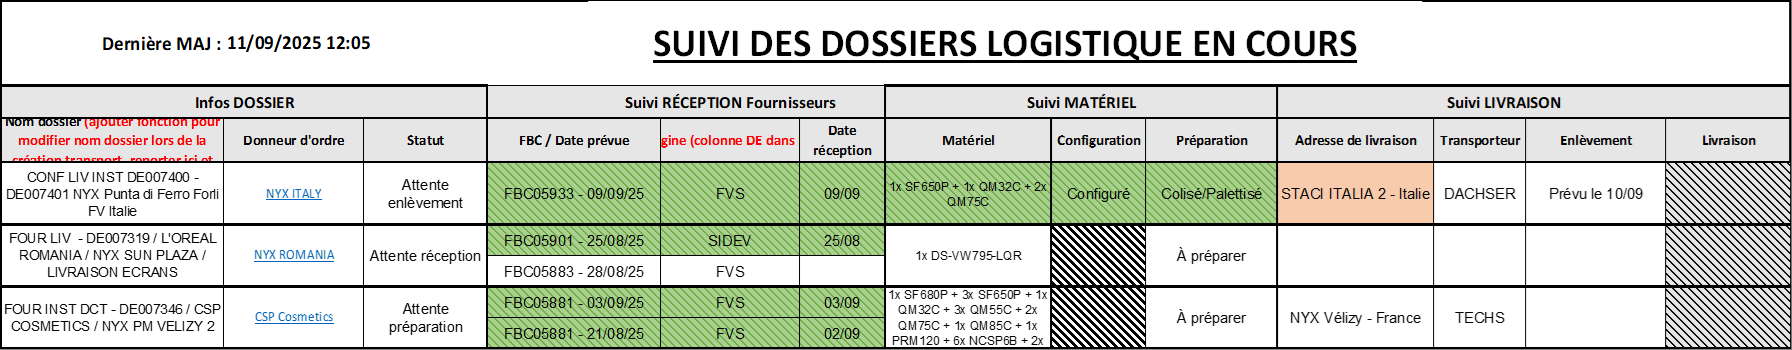 Dernière MAJ : 11/09/2025 12:05
SUIVI DES DOSSIERS LOGISTIQUE EN COURS
Infos DOSSIER
Suivi RÉCEPTION Fournisseurs
Suivi MATÉRIEL
Suivi LIVRAISON
Nom dossier (ajouter fonction pour
modifier nom dossier lors de la
création transport, reporter ici et
Donneur d'ordre
Statut
FBC / Date prévue
gine (colonne DE dans
Date
réception
Matériel
Configuration
Préparation
Adresse de livraison
Transporteur
Enlèvement
Livraison
CONF LIV INST DE007400 -
DE007401 NYX Punta di Ferro Forli
FV Italie
NYX ITALY
Attente
enlèvement
FBC05933 - 09/09/25
FVS
09/09
1x SF650P + 1x QM32C + 2x
QM75C
Configuré
Colisé/Palettisé
STACI ITALIA 2 - Italie
DACHSER
Prévu le 10/09
FOUR LIV - DE007319 / L'OREAL
ROMANIA / NYX SUN PLAZA /
LIVRAISON ECRANS
NYX ROMANIA
Attente réception
FBC05901 - 25/08/25
SIDEV
25/08
FBC05883 - 28/08/25
FVS
1x DS-VW795-LQR
À préparer
FOUR INST DCT - DE007346 / CSP
COSMETICS / NYX PM VELIZY 2
CSP Cosmetics
Attente
préparation
FBC05881 - 03/09/25
FVS
03/09
FBC05881 - 21/08/25
FVS
02/09
1x SF680P + 3x SF650P + 1x
QM32C + 3x QM55C + 2x
QM75C + 1x QM85C + 1x
PRM120 + 6x NCSP6B + 2x
À préparer
NYX Vélizy - France
TECHS